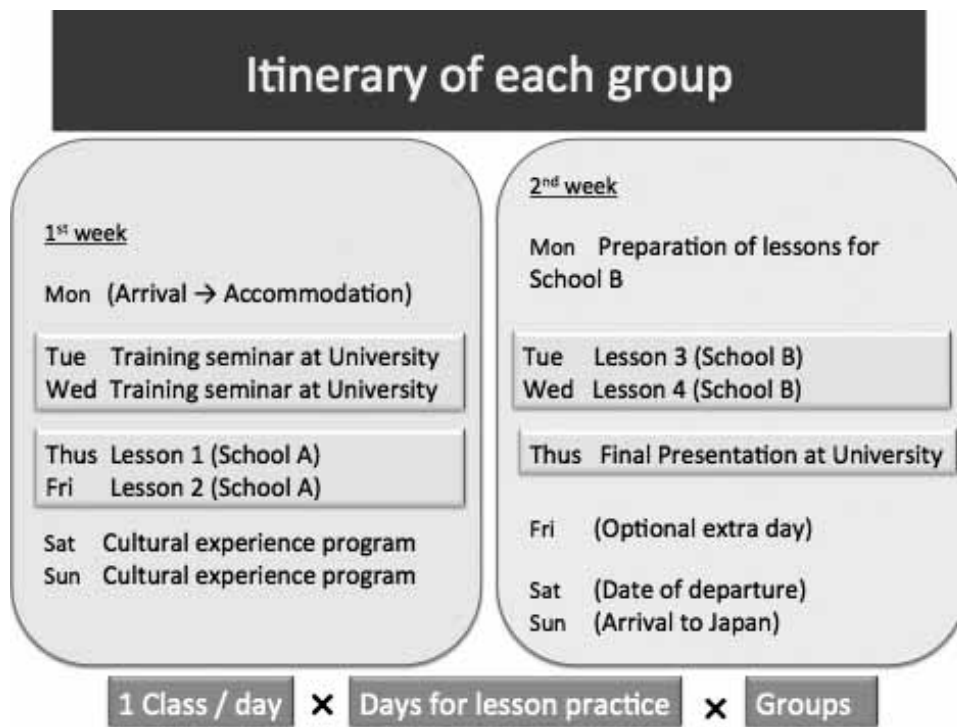 Itinerary of each group
1st week
Mon (Arrival → Accommodation)
Tue Training seminar at University
Wed Training seminar at University
Thus Lesson 1 (School A)
Fri Lesson 2 (School A)
Sat Cultural experience program
Sun Cultural experience program
2nd week
Mon Preparation of lessons for
School B
Tue Lesson 3 (School B)
Wed Lesson 4 (School B)
Thus Final Presentation at University
Fri (Optional extra day)
Sat (Date of departure)
Sun (Arrival to Japan)
1 Class / day × Days for lesson practice × Groups